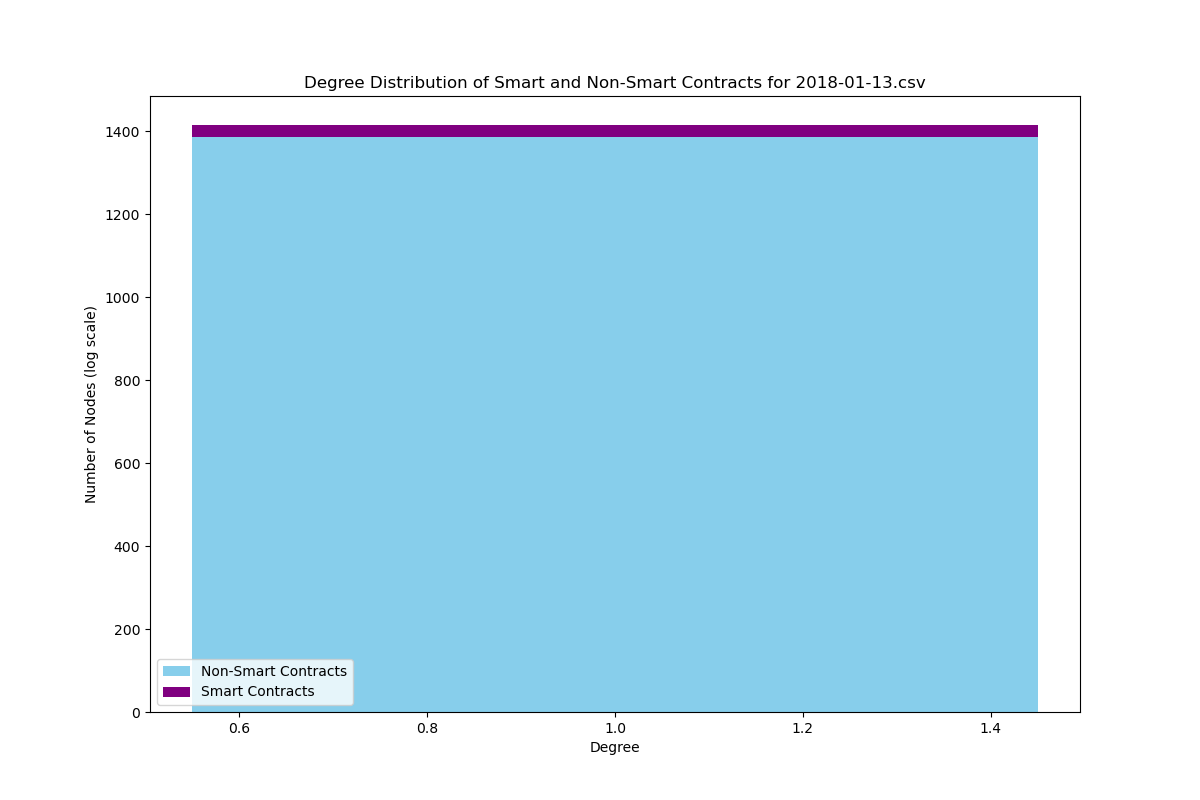 Degree Distribution of Smart and Non-Smart Contracts for 2018-01-13.csv
Number of Nodes (log scale)
1400
1200
1000
800
600
400
200
0
Non-Smart Contracts
Smart Contracts
0.6 0.8 1.0 1.2 1.4
Degree